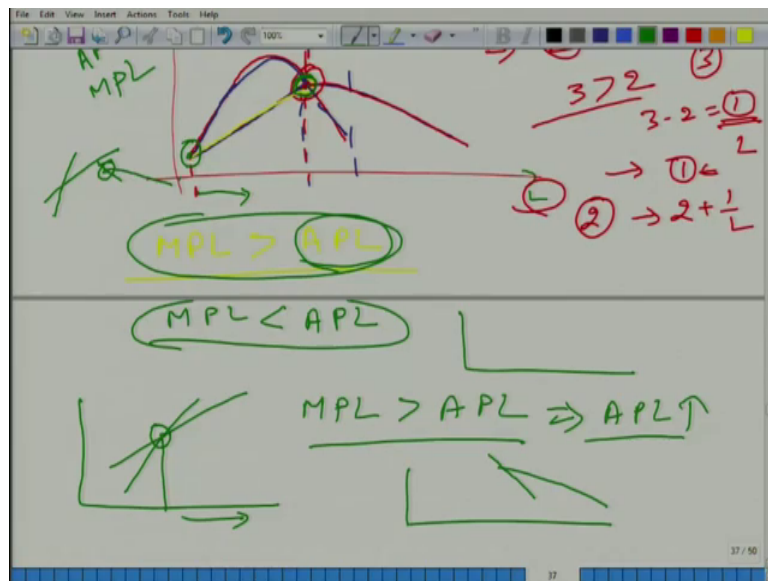 File Edit View Insert Actions Tools Help
100%
B I
MPL
3
3 > 2
3 - 2 = 1
2
→ 1 ←
L
2 → 2 + 1/L
MPL > APL
MPL < APL
MPL > APL ⇒ APL ↑
37 / 50
37